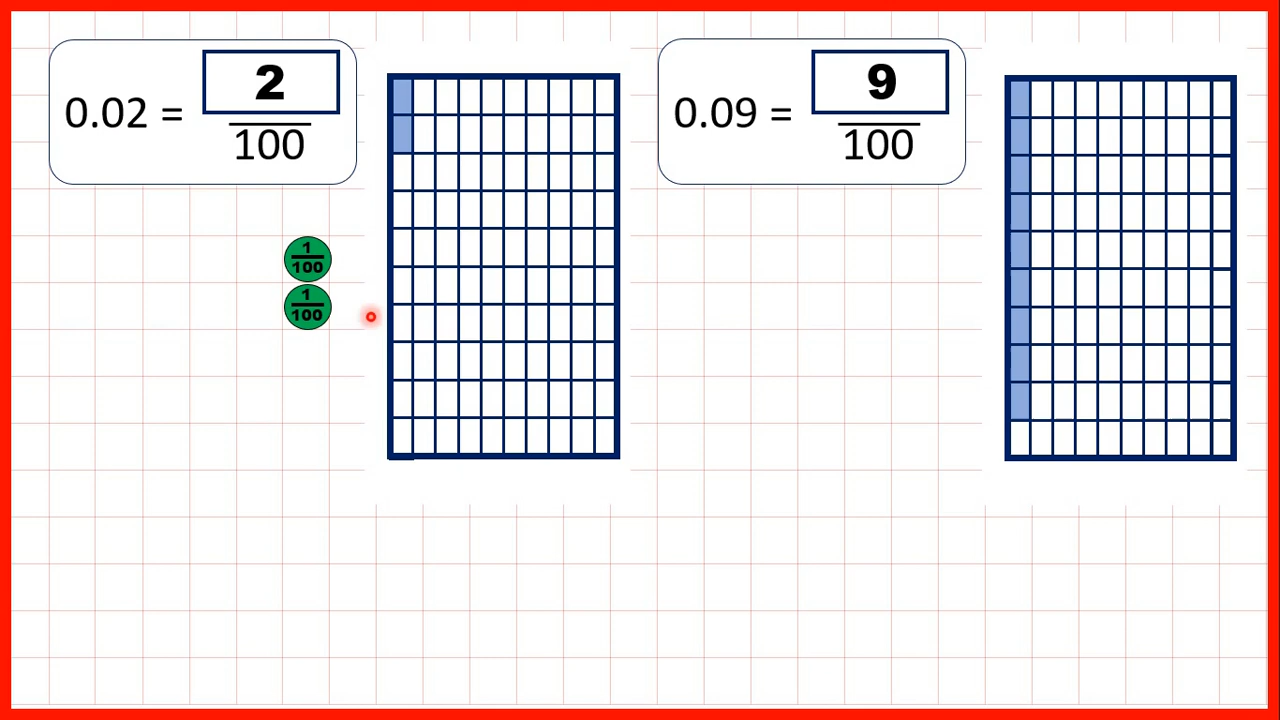 0.02 = 2/100
0.09 = 9/100
1/100
1/100